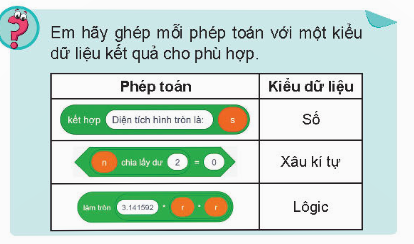 Em hãy ghép mỗi phép toán với một kiểu
dữ liệu kết quả cho phù hợp.
Phép toán Kiểu dữ liệu
kết hợp Diện tích hình tròn là: s Số
n chia lấy dư 2 = 0 Xâu kí tự
làm tròn 3.141592 * r * r Lôgic